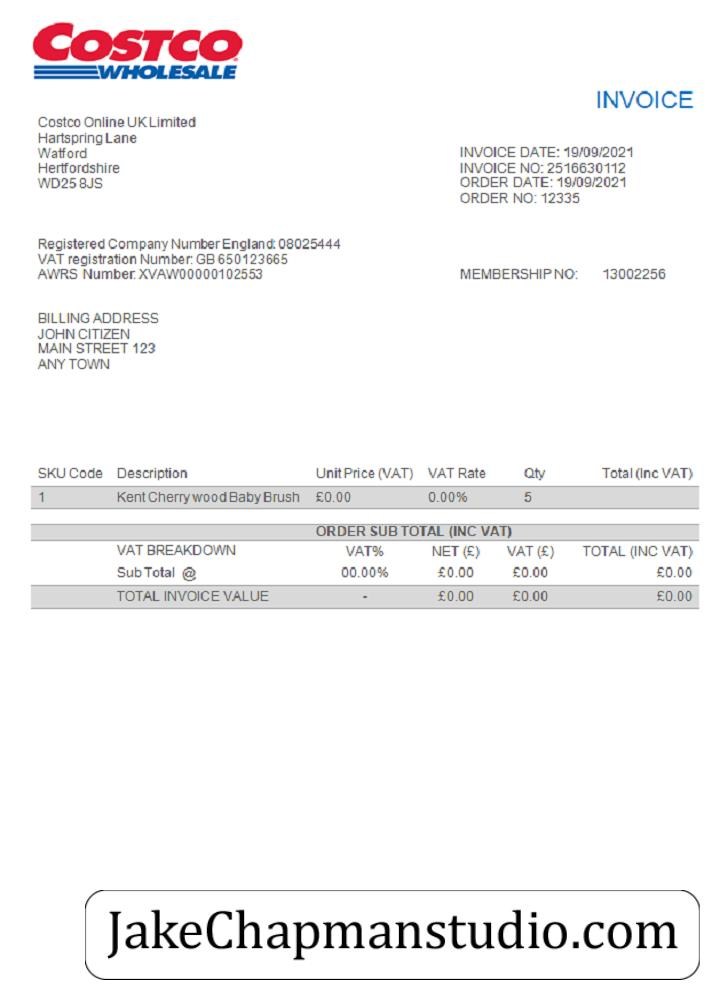 COSTCO
WHOLESALE
INVOICE
Costco Online UK Limited
Hartspring Lane
Watford
Hertfordshire
WD25 8JS
INVOICE DATE: 19/09/2021
INVOICE NO: 2516630112
ORDER DATE: 19/09/2021
ORDER NO: 12335
Registered Company Number England: 08025444
VAT registration Number: GB 650123665
AWRS Number: XVAW00000102553
MEMBERSHIP NO: 13002256
BILLING ADDRESS
JOHN CITIZEN
MAIN STREET 123
ANY TOWN
SKU Code Description Unit Price (VAT) VAT Rate Qty Total (Inc VAT)
1 Kent Cherry wood Baby Brush £0.00 0.00% 5
ORDER SUB TOTAL (INC VAT)
VAT BREAKDOWN VAT% NET (£) VAT (£) TOTAL (INC VAT)
Sub Total @ 00.00% £0.00 £0.00 £0.00
TOTAL INVOICE VALUE - £0.00 £0.00 £0.00
JakeChapmanstudio.com